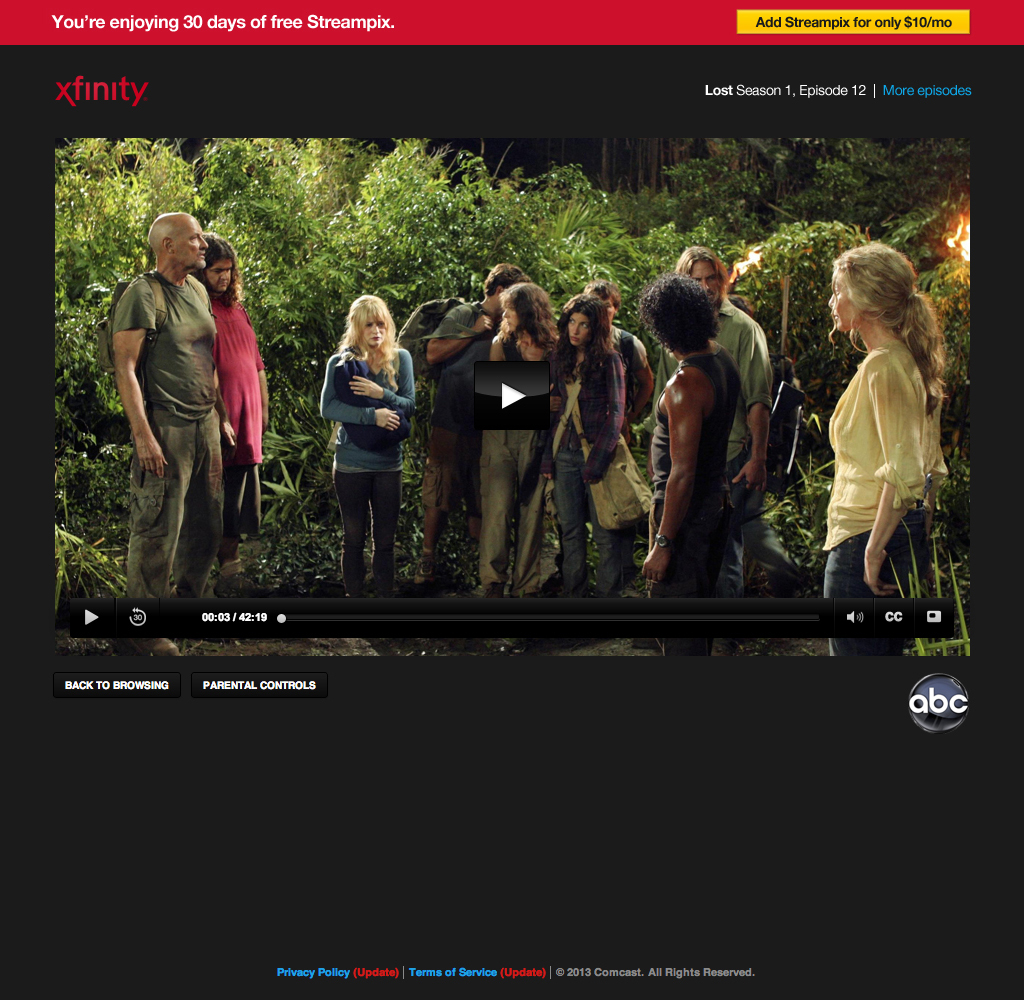 You're enjoying 30 days of free Streampix.
Add Streampix for only $10/mo
xfinity
Lost Season 1, Episode 12 | More episodes
30
00:03 / 42:19
CC
BACK TO BROWSING
PARENTAL CONTROLS
abc
Privacy Policy (Update) | Terms of Service (Update) | © 2013 Comcast. All Rights Reserved.